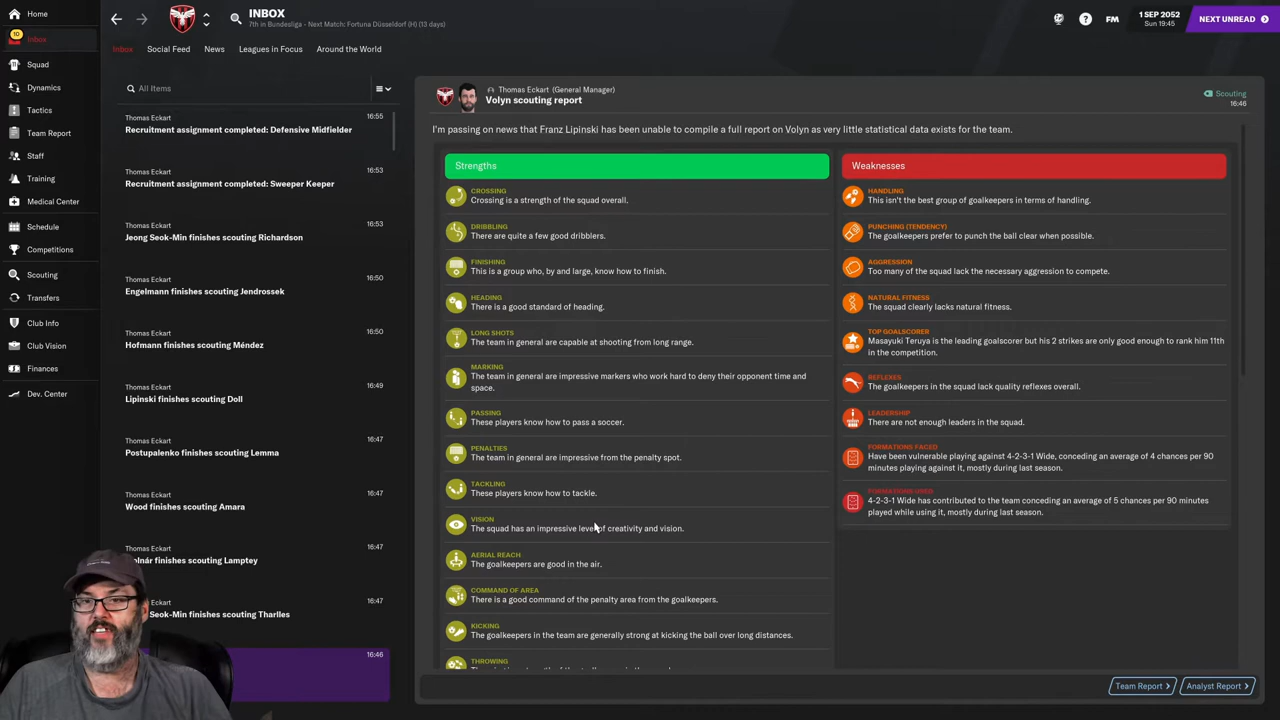 Home
10
Inbox
Squad
Dynamics
Tactics
Team Report
Staff
Training
Medical Center
Schedule
Competitions
Scouting
Transfers
Club Info
Club Vision
Finances
Dev. Center
INBOX
7th in Bundesliga - Next Match: Fortuna Düsseldorf (H) (13 days)
FM
1 SEP 2052
Sun 19:45
NEXT UNREAD
Inbox
Social Feed
News
Leagues in Focus
Around the World
All Items
Thomas Eckart
16:55
Recruitment assignment completed: Defensive Midfielder
Thomas Eckart
16:53
Recruitment assignment completed: Sweeper Keeper
Thomas Eckart
16:53
Jeong Seok-Min finishes scouting Richardson
Thomas Eckart
16:50
Engelmann finishes scouting Jendrossek
Thomas Eckart
16:50
Hofmann finishes scouting Méndez
Thomas Eckart
16:49
Lipinski finishes scouting Doll
Thomas Eckart
16:47
Postupalenko finishes scouting Lemma
Thomas Eckart
16:47
Wood finishes scouting Amara
Thomas Eckart
16:47
finishes scouting Lamptey
Eckart
16:47
Seok-Min finishes scouting Tharlles
16:46
Thomas Eckart (General Manager)
Volyn scouting report
Scouting
16:46
I'm passing on news that Franz Lipinski has been unable to compile a full report on Volyn as very little statistical data exists for the team.
Strengths
CROSSING
Crossing is a strength of the squad overall.
DRIBBLING
There are quite a few good dribblers.
FINISHING
This is a group who, by and large, know how to finish.
HEADING
There is a good standard of heading.
LONG SHOTS
The team in general are capable at shooting from long range.
MARKING
The team in general are impressive markers who work hard to deny their opponent time and
space.
PASSING
These players know how to pass a soccer.
PENALTIES
The team in general are impressive from the penalty spot.
TACKLING
These players know how to tackle.
VISION
The squad has an impressive level of creativity and vision.
AERIAL REACH
The goalkeepers are good in the air.
COMMAND OF AREA
There is a good command of the penalty area from the goalkeepers.
KICKING
The goalkeepers in the team are generally strong at kicking the ball over long distances.
THROWING
Weaknesses
HANDLING
This isn't the best group of goalkeepers in terms of handling.
PUNCHING (TENDENCY)
The goalkeepers prefer to punch the ball clear when possible.
AGGRESSION
Too many of the squad lack the necessary aggression to compete.
NATURAL FITNESS
The squad clearly lacks natural fitness.
TOP GOALSCORER
Masayuki Teruya is the leading goalscorer but his 2 strikes are only good enough to rank him 11th
in the competition.
REFLEXES
The goalkeepers in the squad lack quality reflexes overall.
LEADERSHIP
There are not enough leaders in the squad.
FORMATIONS FACED
Have been vulnerable playing against 4-2-3-1 Wide, conceding an average of 4 chances per 90
minutes playing against it, mostly during last season.
FORMATIONS USED
4-2-3-1 Wide has contributed to the team conceding an average of 5 chances per 90 minutes
played while using it, mostly during last season.
Team Report
Analyst Report